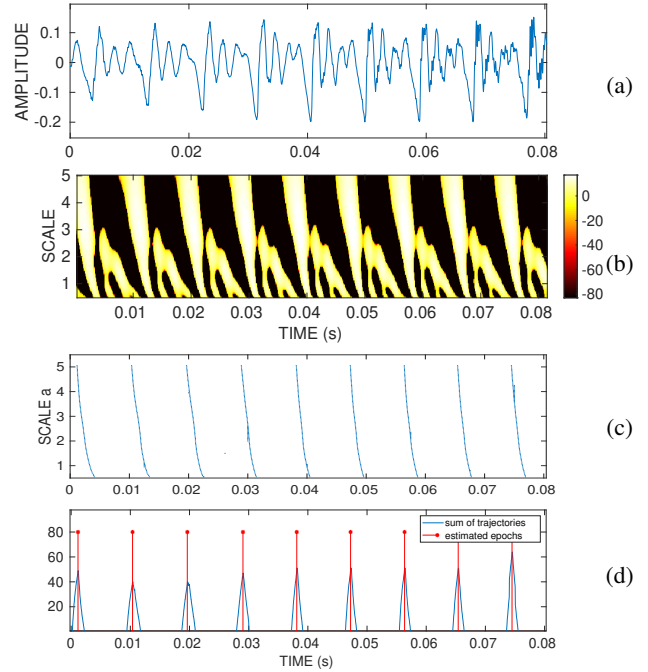 AMPLITUDE
0.1
0
-0.1
-0.2
0 0.02 0.04 0.06 0.08
(a)
SCALE
5
4
3
2
1
0.01 0.02 0.03 0.04 0.05 0.06 0.07 0.08
TIME (s)
0
-20
-40
-60
-80
(b)
SCALE a
5
4
3
2
1
0 0.01 0.02 0.03 0.04 0.05 0.06 0.07 0.08
(c)
80
60
40
20
sum of trajectories
estimated epochs
0 0.01 0.02 0.03 0.04 0.05 0.06 0.07 0.08
TIME (s)
(d)